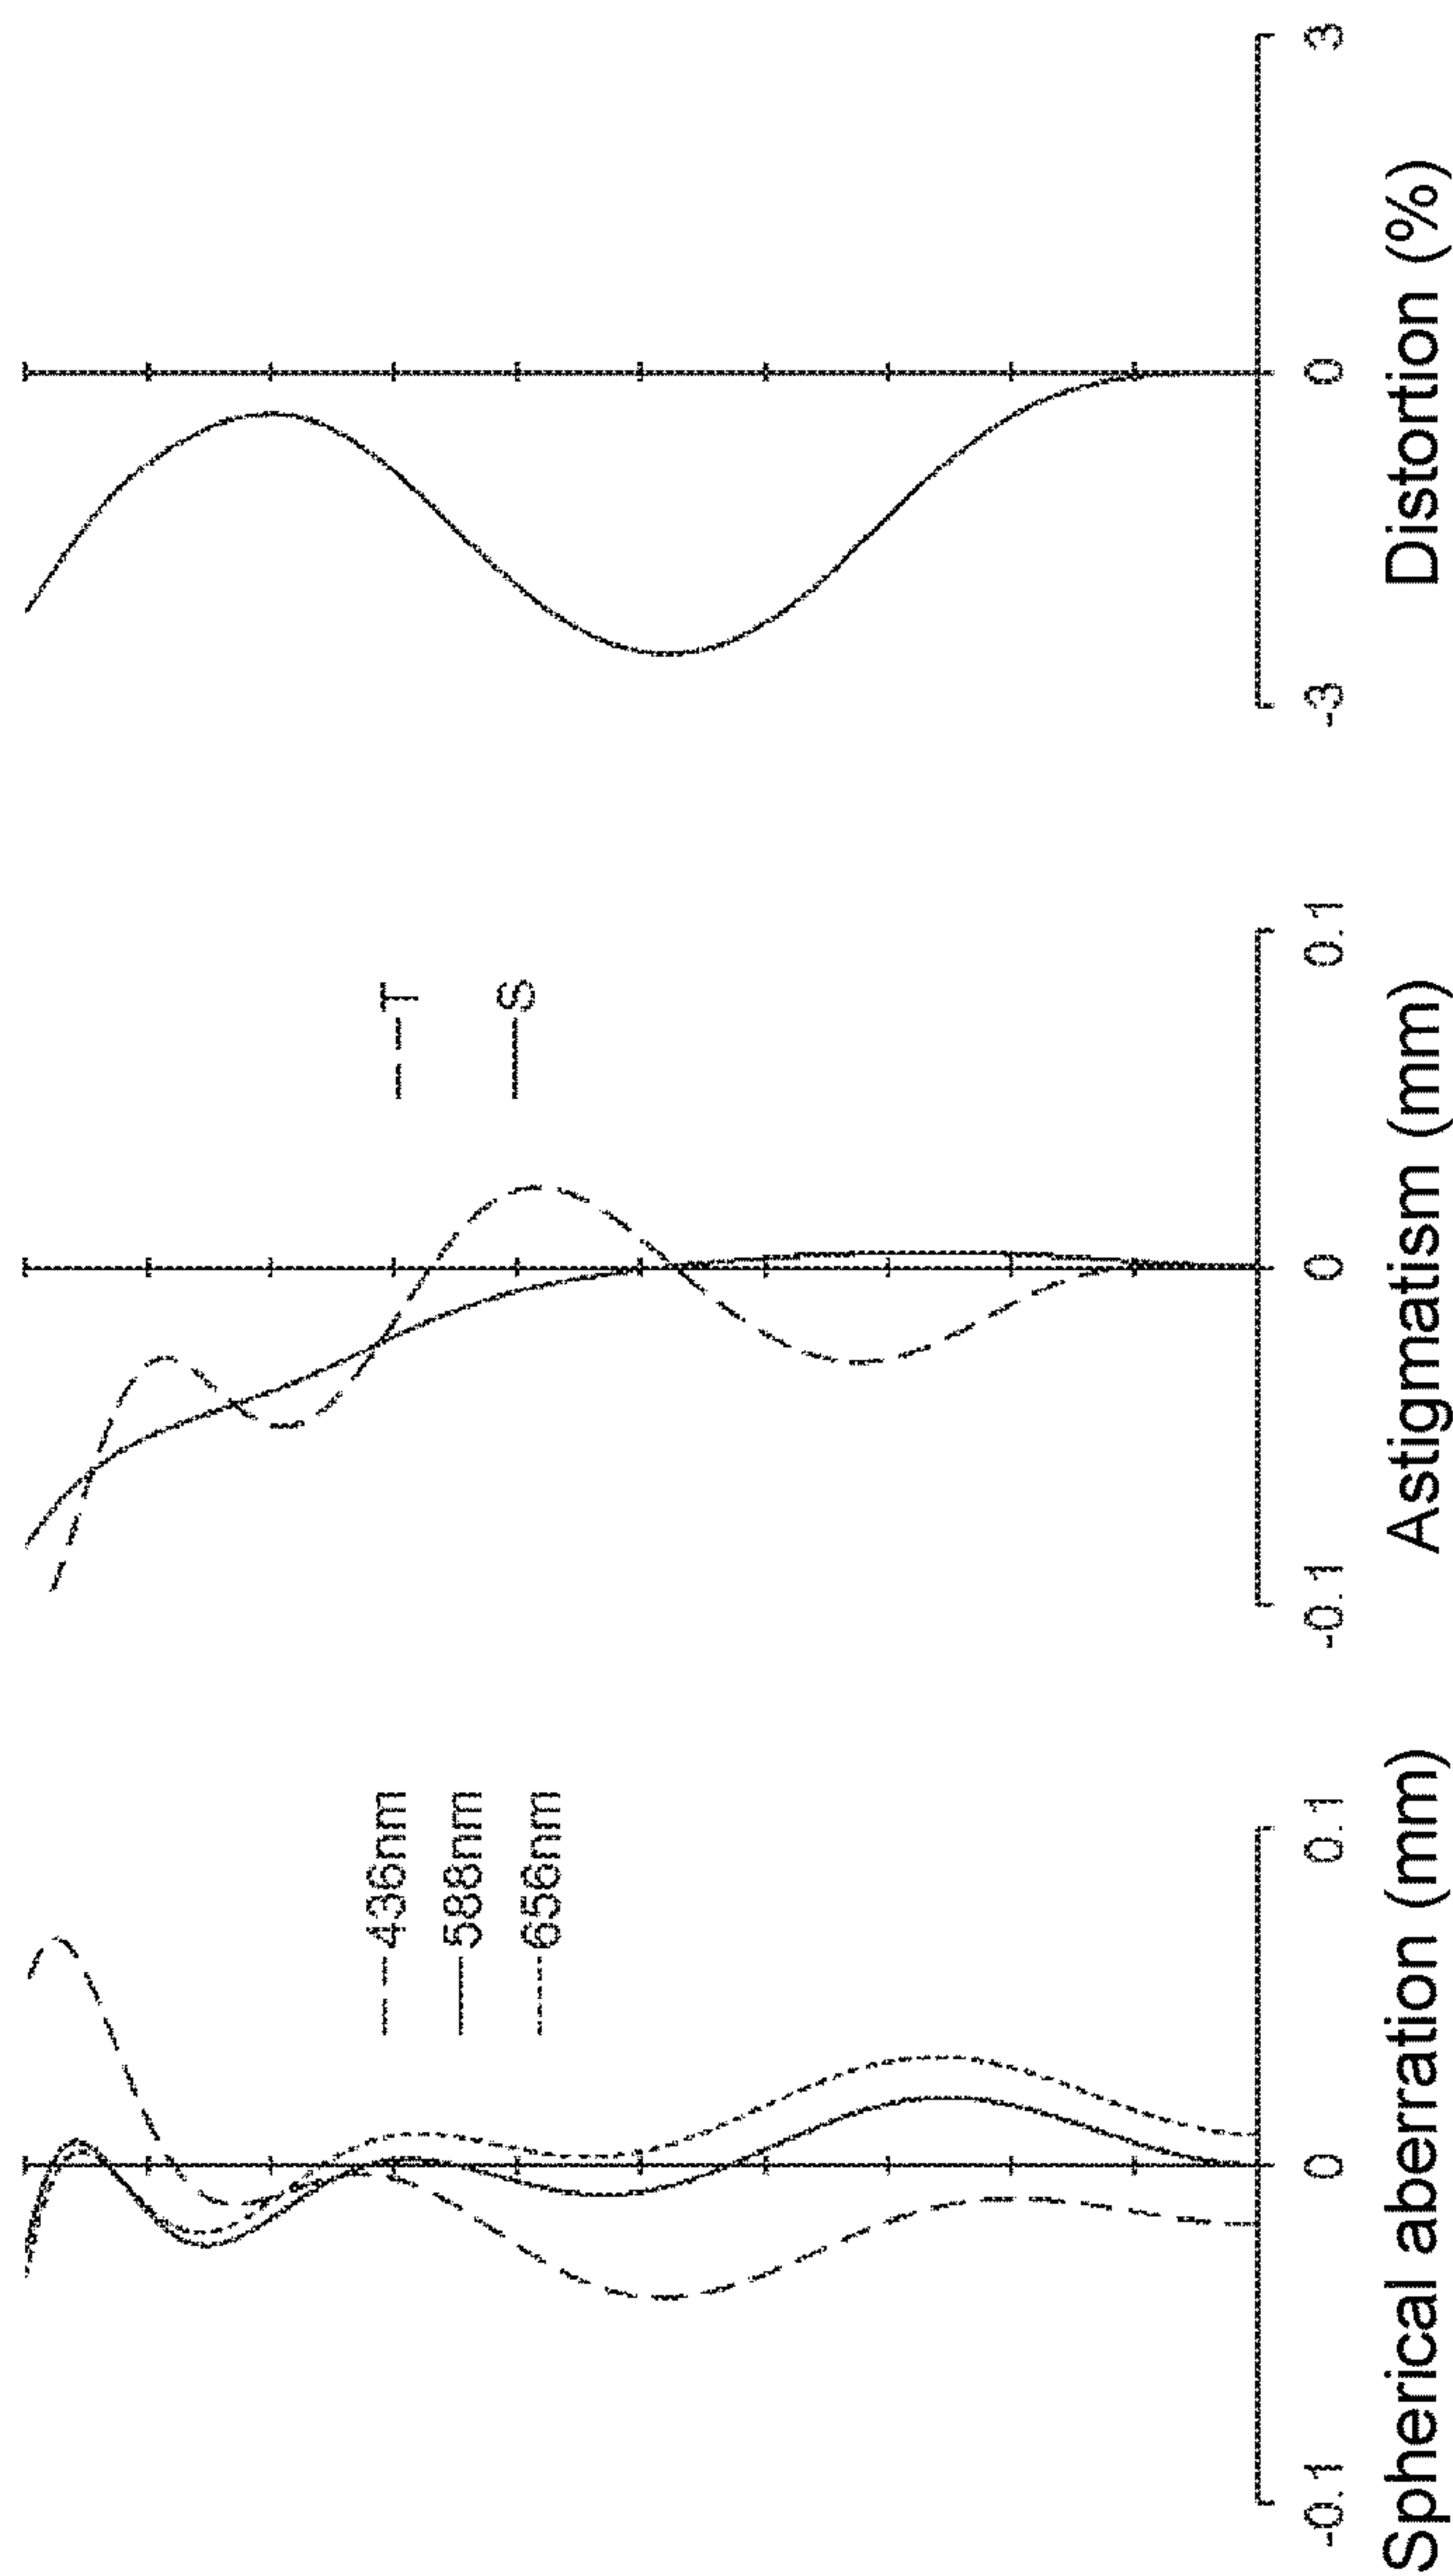 436nm
588nm
656nm
-0.1
0
0.1
Spherical aberration (mm)
T
S
-0.1
0
0.1
Astigmatism (mm)
-3
0
3
Distortion (%)